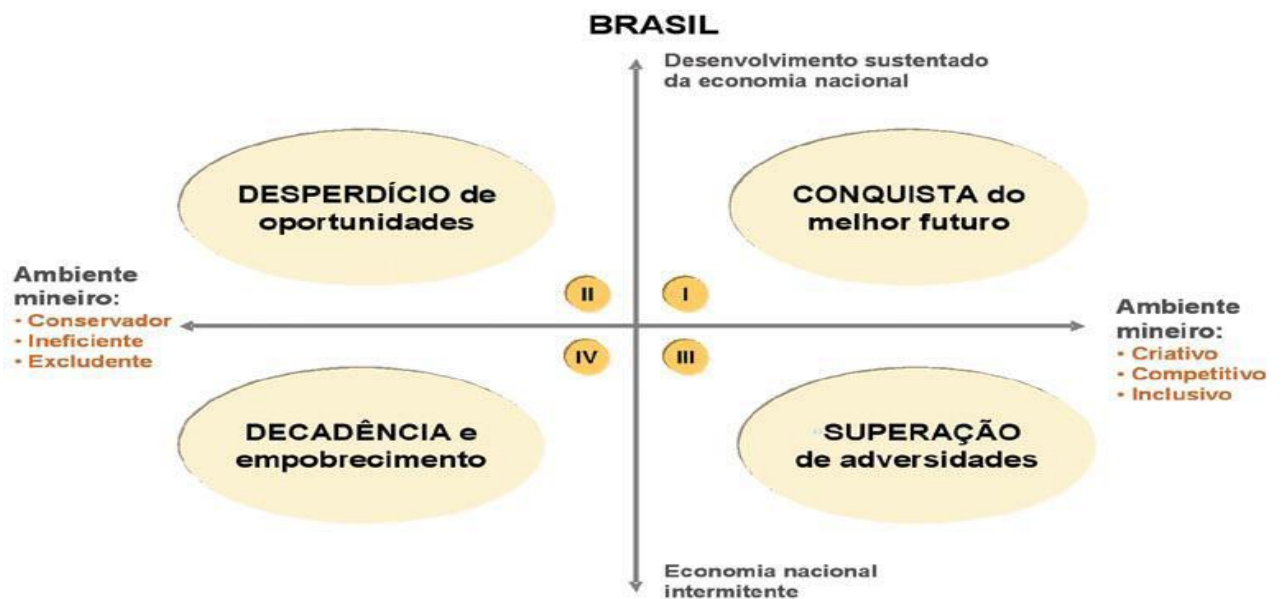 BRASIL
Desenvolvimento sustentado
da economia nacional
DESPERDÍCIO de
oportunidades
CONQUISTA do
melhor futuro
Ambiente
mineiro:
• Conservador
• Ineficiente
• Excludente
II
I
IV
III
Ambiente
mineiro:
• Criativo
• Competitivo
• Inclusivo
DECADÊNCIA e
empobrecimento
SUPERAÇÃO
de adversidades
Economia nacional
intermitente